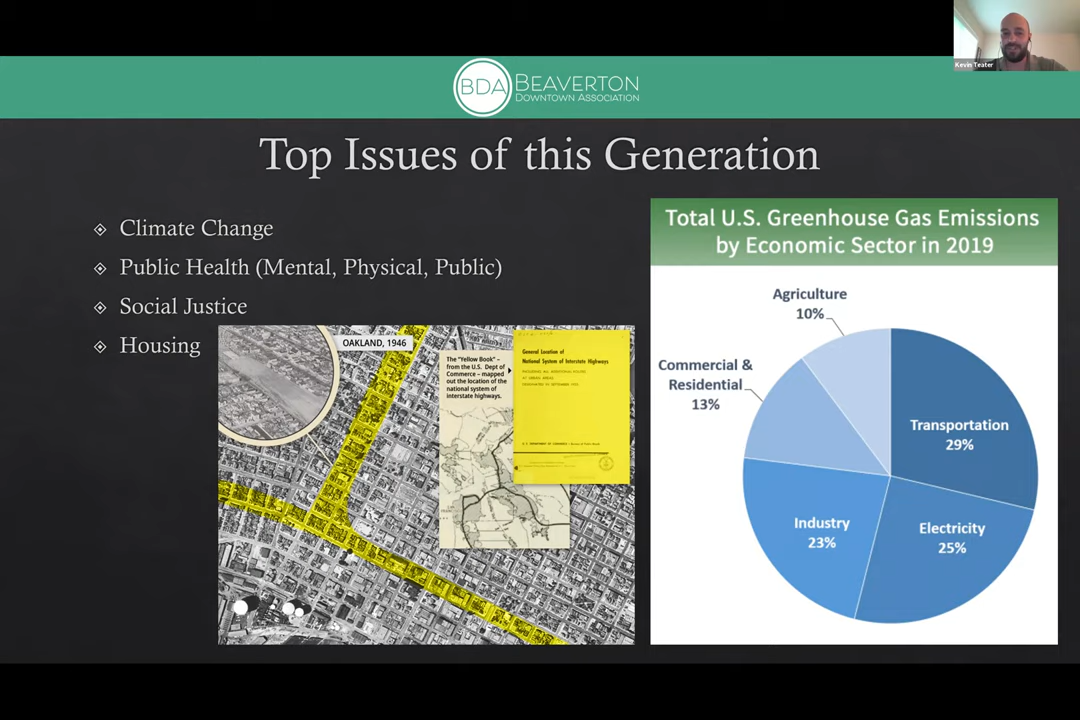 Kevin Teater
BDA BEAVERTON
DOWNTOWN ASSOCIATION
Top Issues of this Generation
Climate Change
Public Health (Mental, Physical, Public)
Social Justice
Housing
OAKLAND, 1946
The "Yellow Book" –
from the U.S. Dept of
Commerce – mapped
out the location of the
national system of
interstate highways.
General Location of
National System of Interstate Highways
Total U.S. Greenhouse Gas Emissions
by Economic Sector in 2019
Agriculture
10%
Commercial &
Residential
13%
Transportation
29%
Industry
23%
Electricity
25%